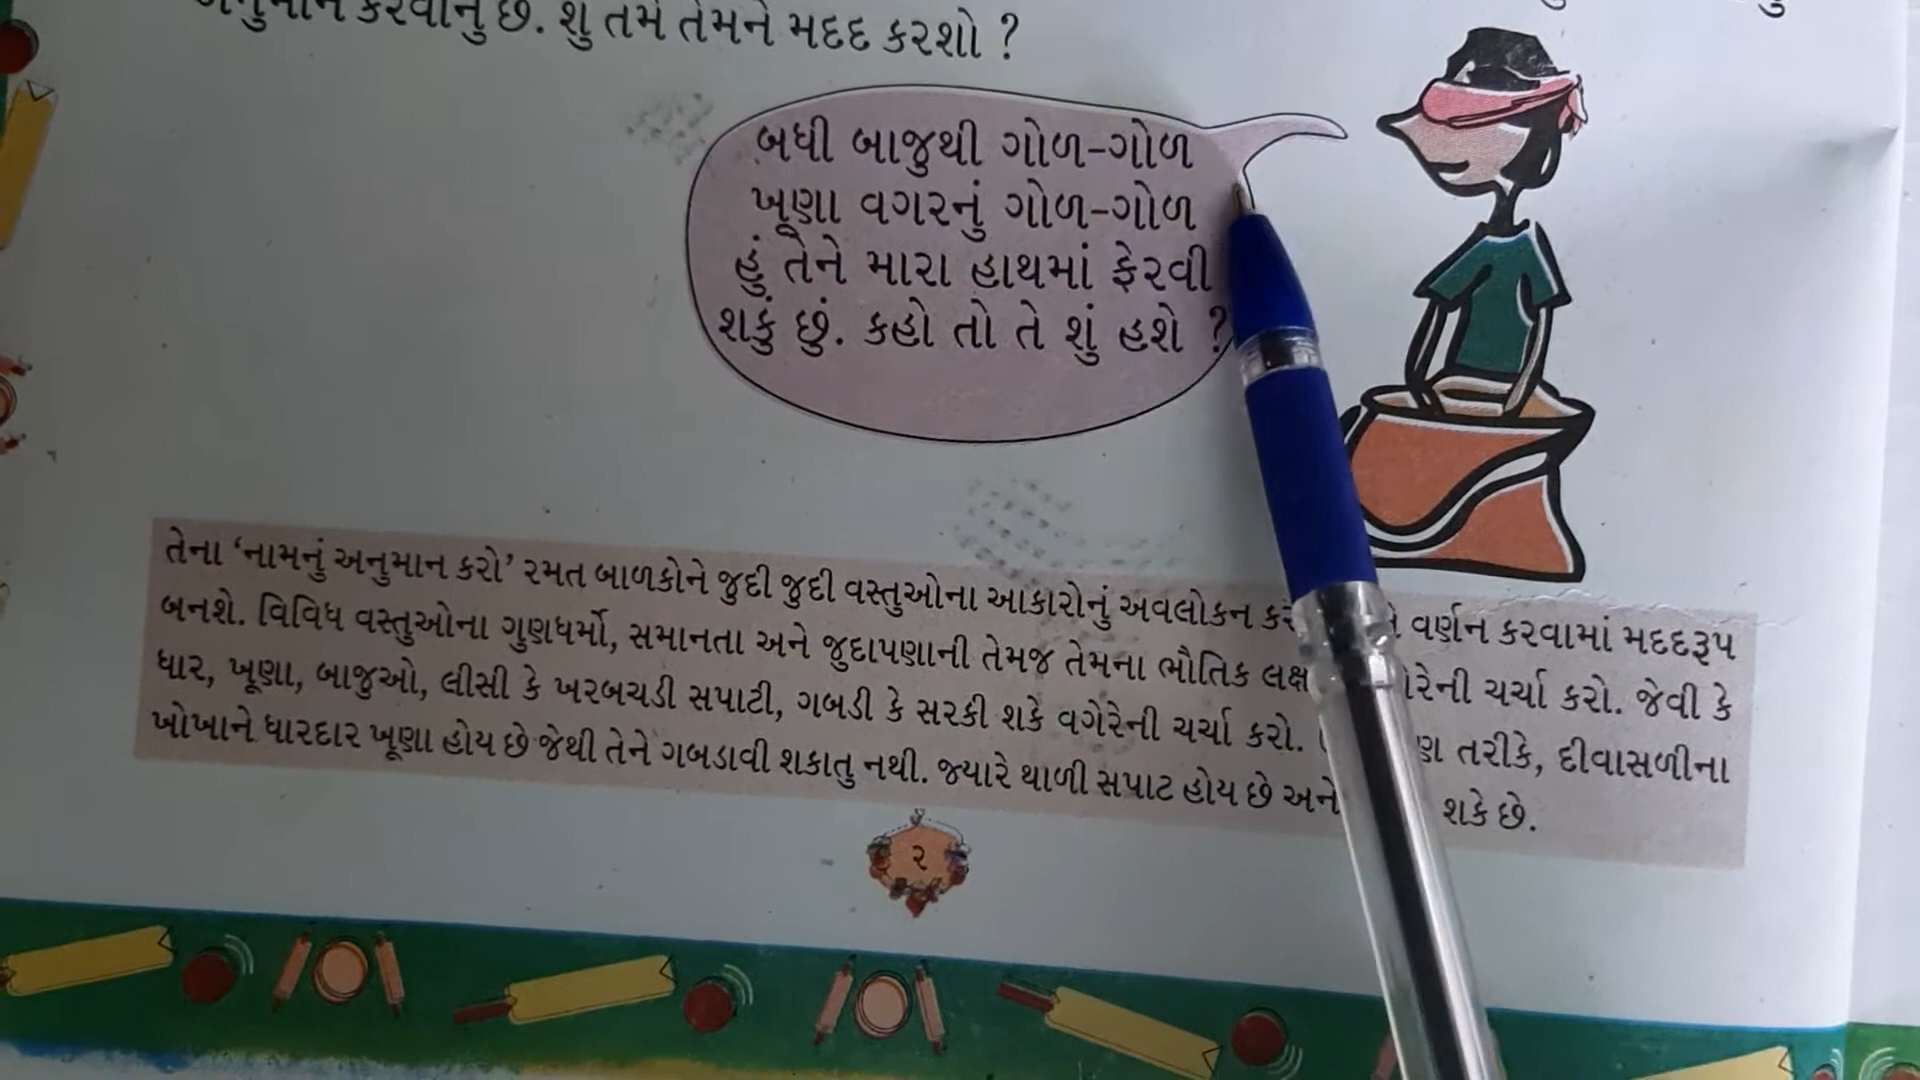 અનુમાન કરવાનું છે. શું તમે તેમને મદદ કરશો ?
બધી બાજુથી ગોળ-ગોળ
ખૂણા વગરનું ગોળ-ગોળ
હું તેને મારા હાથમાં ફેરવી
શકું છું. કહો તો તે શું હશે ?
તેના ‘નામનું અનુમાન કરો’ રમત બાળકોને જુદી જુદી વસ્તુઓના આકારોનું અવલોકન વર્ણન કરવામાં મદદરૂપ
બનશે. વિવિધ વસ્તુઓના ગુણધર્મો, સમાનતા અને જુદાપણાની તેમજ તેમના ભૌતિક ચર્ચા કરો. જેવી કે
ધાર, ખૂણા, બાજુઓ, લીસી કે ખરબચડી સપાટી, ગબડી કે સરકી શકે વગેરેની ચર્ચા કરો. તરીકે, દીવાસળીના
ખોખાને ધારદાર ખૂણા હોય છે જેથી તેને ગબડાવી શકાતુ નથી. જ્યારે થાળી સપાટ હોય છે અને શકે છે.
૨